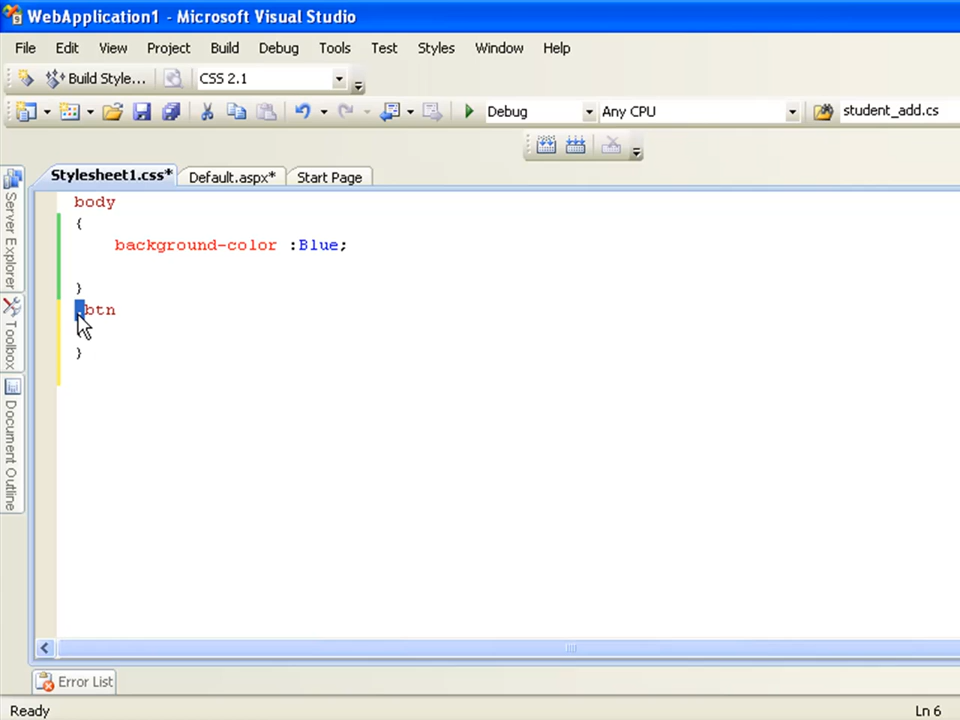 WebApplication1 - Microsoft Visual Studio
File Edit View Project Build Debug Tools Test Styles Window Help
Build Style... CSS 2.1
Debug Any CPU student_add.cs
Stylesheet1.css* Default.aspx* Start Page
Server Explorer
Toolbox
Document Outline
body
{
background-color :Blue;
}
.btn
}
Error List
Ready Ln 6